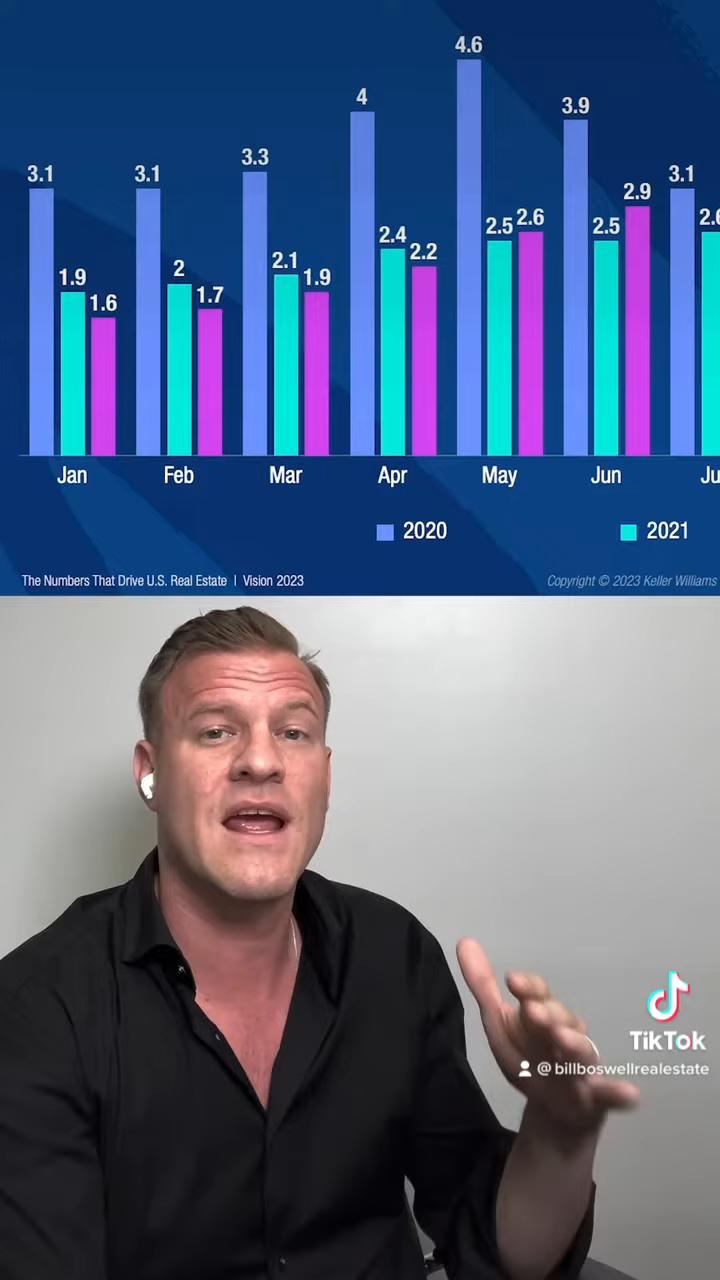 4.6
4
3.9
3.1 3.1 3.3 3.1
2.9
2.4 2.5 2.6 2.5
1.9 2 2.1 2.2
1.6 1.7 1.9
Jan Feb Mar Apr May Jun
2020 2021
The Numbers That Drive U.S. Real Estate | Vision 2023
Copyright © 2023 Keller Williams
TikTok
@billboswellrealestate